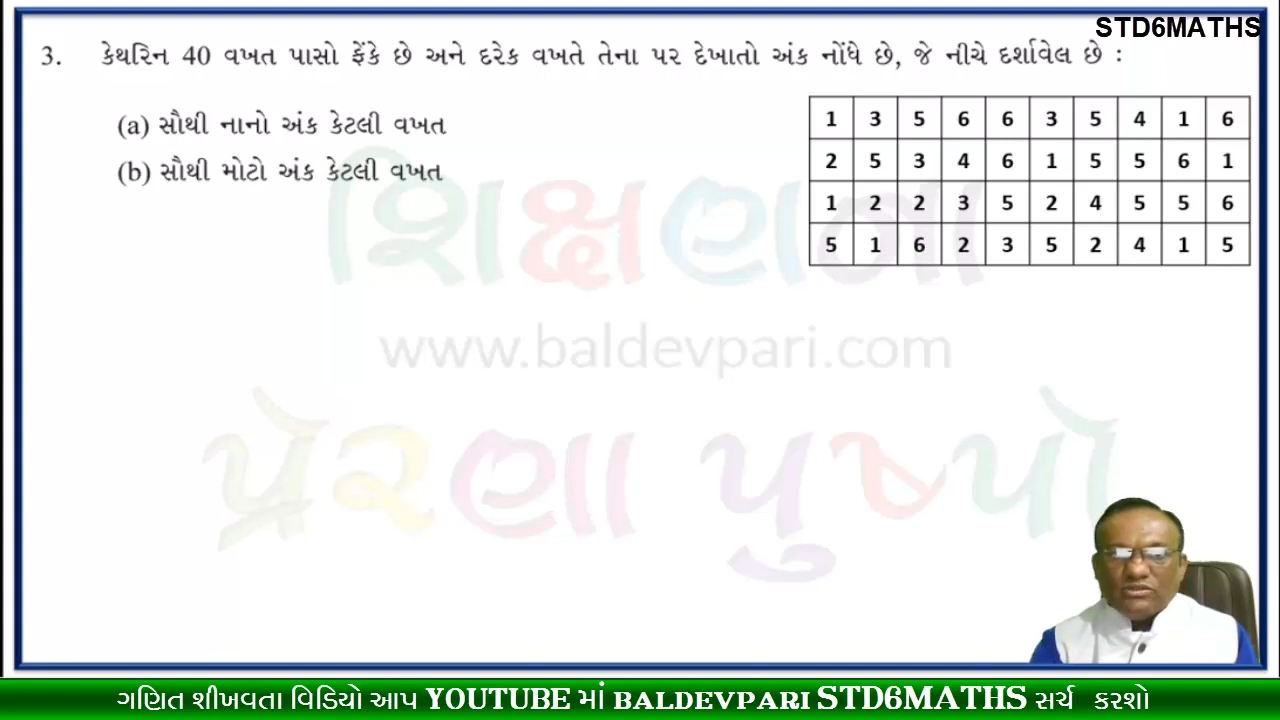 STD6MATHS
3. કેથરિન 40 વખત પાસો ફેંકે છે અને દરેક વખતે તેના પર દેખાતો અંક નોંધે છે, જે નીચે દર્શાવેલ છે :
(a) સૌથી નાનો અંક કેટલી વખત
(b) સૌથી મોટો અંક કેટલી વખત
1 3 5 6 6 3 5 4 1 6
2 5 3 4 6 1 5 5 6 1
1 2 2 3 5 2 4 5 5 6
5 1 6 2 3 5 2 4 1 5
શિક્ષણના
www.baldevpari.com
પ્રેરણા પુષ્પો
ગણિત શીખવતા વિડિયો આપ YOUTUBE માં BALDEVPARI STD6MATHS સર્ચ કરશો